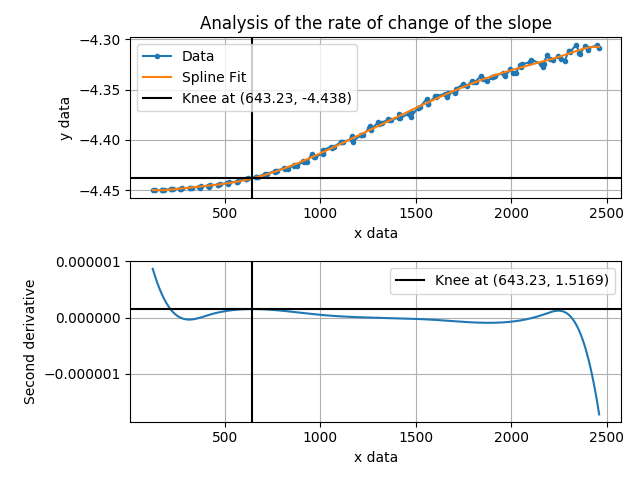 Analysis of the rate of change of the slope
−4.30
−4.35
−4.40
−4.45
y data
Data
Spline Fit
Knee at (643.23, -4.438)
500 1000 1500 2000 2500
x data
0.000001
0.000000
−0.000001
Second derivative
Knee at (643.23, 1.5169)
500 1000 1500 2000 2500
x data